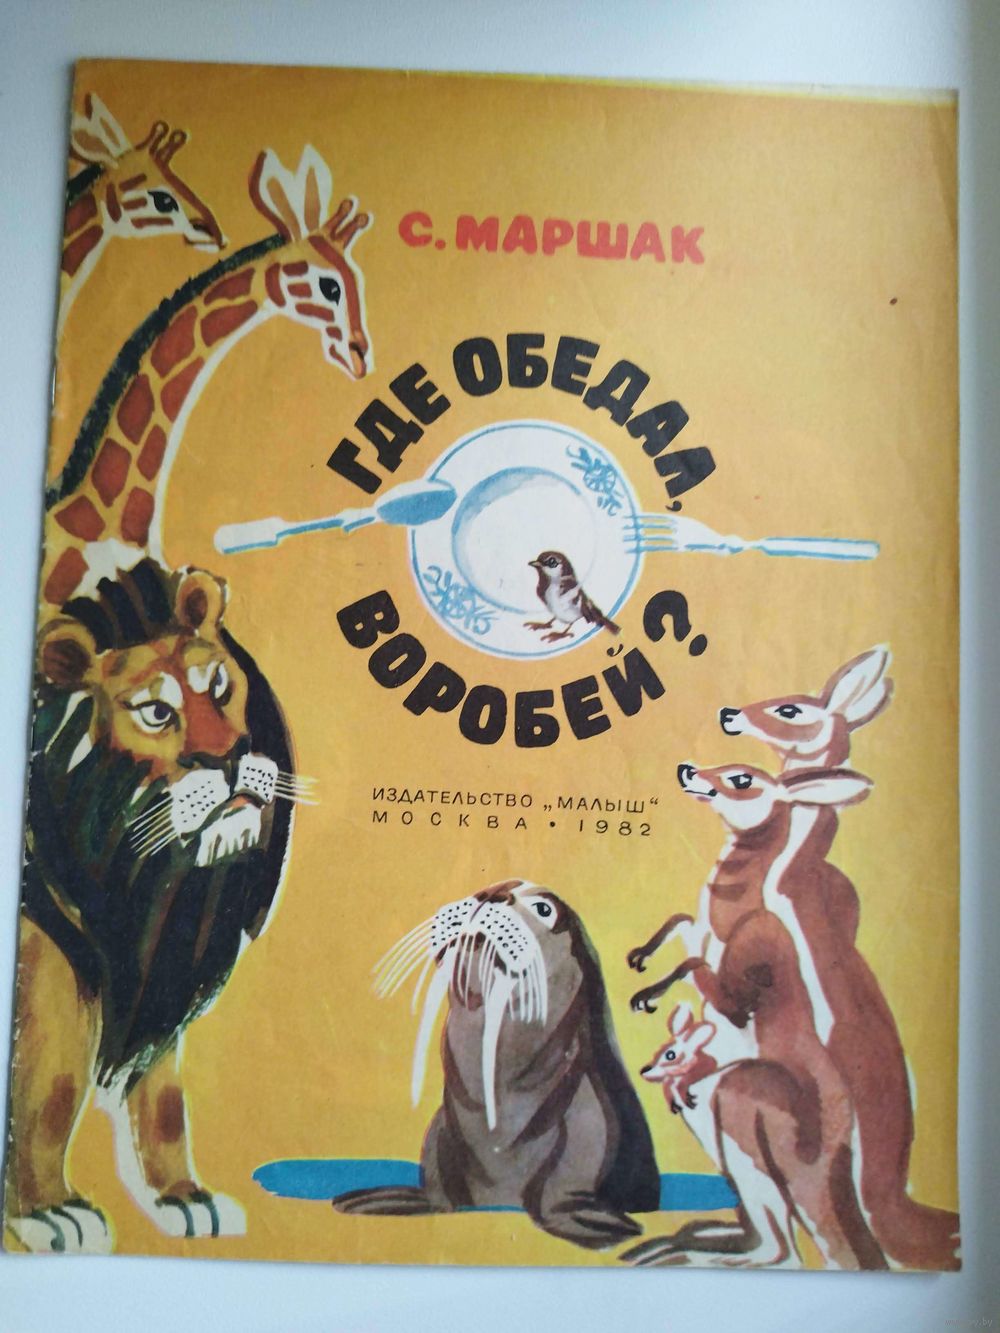 С. МАРШАК
ГДЕ ОБЕДАЛ,
ВОРОБЕЙ?
ИЗДАТЕЛЬСТВО „МАЛЫШ“
МОСКВА • 1982